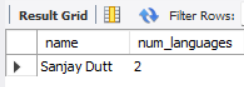 Result Grid Filter Rows:
name num_languages
Sanjay Dutt 2